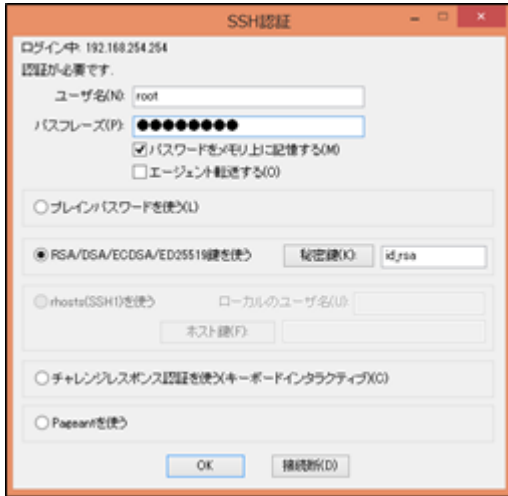 SSH認証
ログイン中: 192.168.254.254
認証が必要です.
ユーザ名(N): root
パスフレーズ(P): ●●●●●●●●
パスワードをメモリ上に記憶する(M)
エージェント転送する(O)
プレインパスワードを使う(L)
RSA/DSA/ECDSA/ED25519鍵を使う 秘密鍵(K): id_rsa
rhosts(SSH1)を使う ローカルのユーザ名(U):
ホスト鍵(F):
チャレンジレスポンス認証を使う(キーボードインタラクティブ)(C)
Pageantを使う
OK 接続断(D)